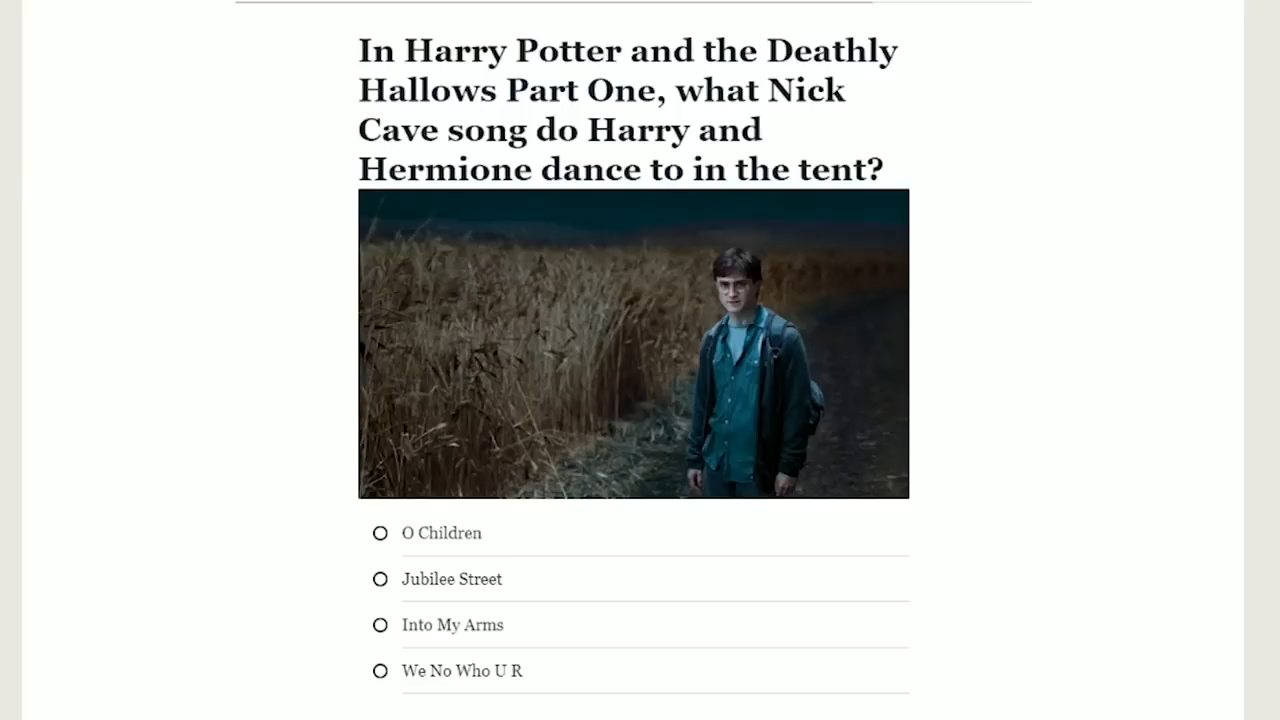 In Harry Potter and the Deathly
Hallows Part One, what Nick
Cave song do Harry and
Hermione dance to in the tent?
O Children
Jubilee Street
Into My Arms
We No Who U R